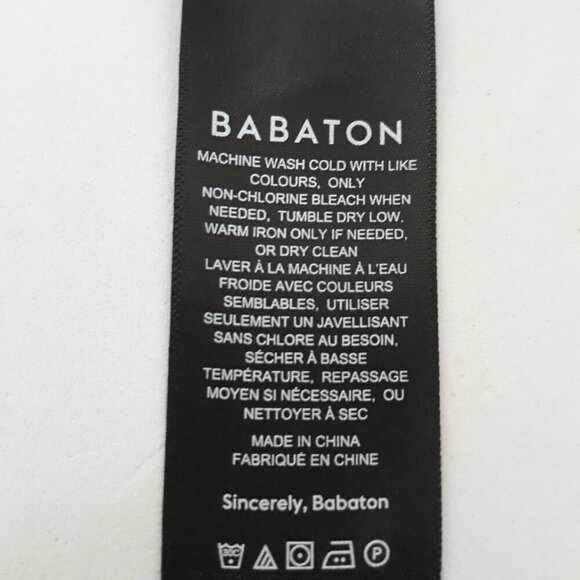 BABATON
MACHINE WASH COLD WITH LIKE
COLOURS, ONLY
NON-CHLORINE BLEACH WHEN
NEEDED, TUMBLE DRY LOW,
WARM IRON ONLY IF NEEDED,
OR DRY CLEAN
LAVER À LA MACHINE À L'EAU
FROIDE AVEC COULEURS
SEMBLABLES, UTILISER
SEULEMENT UN JAVELLISANT
SANS CHLORE AU BESOIN,
SÉCHER À BASSE
TEMPÉRATURE, REPASSAGE
MOYEN SI NÉCESSAIRE, OU
NETTOYER À SEC
MADE IN CHINA
FABRIQUÉ EN CHINE
Sincerely, Babaton
30C P